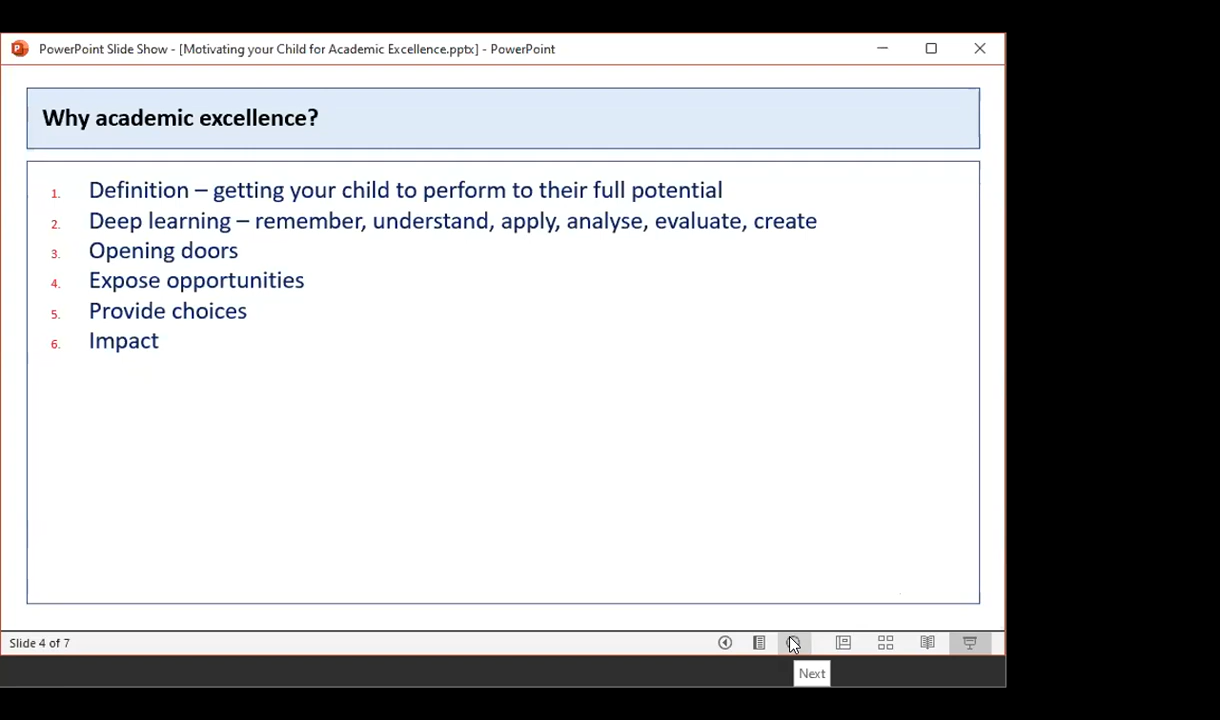 PowerPoint Slide Show - [Motivating your Child for Academic Excellence.pptx] - PowerPoint
Why academic excellence?
1. Definition – getting your child to perform to their full potential
2. Deep learning – remember, understand, apply, analyse, evaluate, create
3. Opening doors
4. Expose opportunities
5. Provide choices
6. Impact
Slide 4 of 7
Next